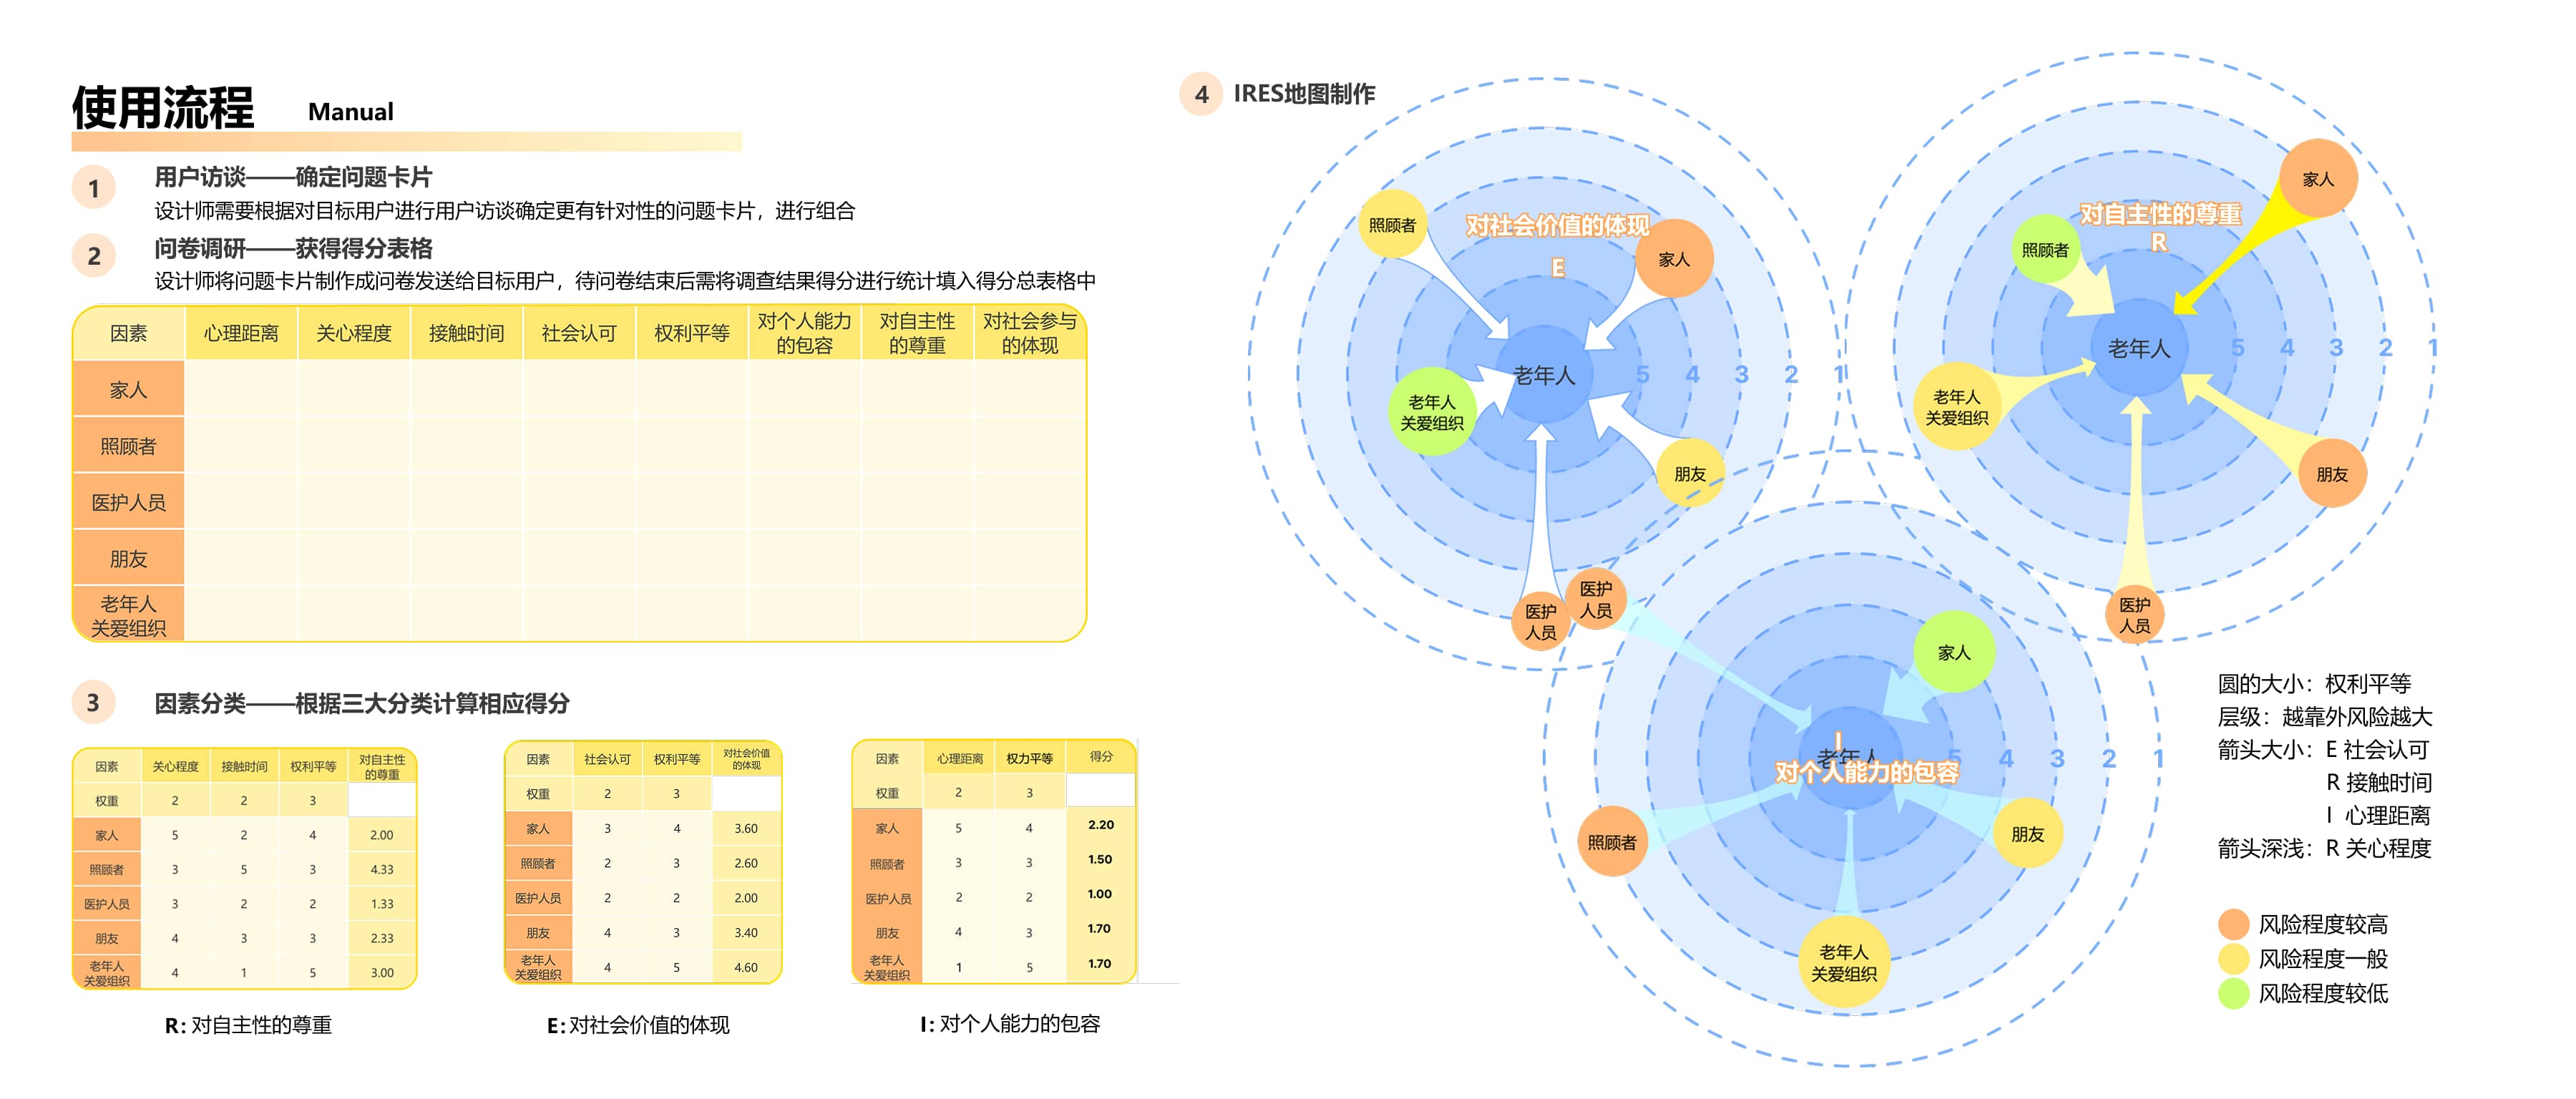 使用流程 Manual
1 用户访谈——确定问题卡片
设计师需要根据对目标用户进行用户访谈确定更有针对性的问题卡片，进行组合
2 问卷调研——获得得分表格
设计师将问题卡片制作成问卷发送给目标用户，待问卷结束后需将调查结果得分进行统计填入得分总表格中
因素 心理距离 关心程度 接触时间 社会认可 权利平等 对个人能力的包容 对自主性的尊重 对社会参与的体现
家人
照顾者
医护人员
朋友
老年人
关爱组织
3 因素分类——根据三大分类计算相应得分
因素 关心程度 接触时间 权利平等 对自主性的尊重
权重 2 2 3
家人 5 2 4 2.00
照顾者 3 5 3 4.33
医护人员 3 2 2 1.33
朋友 4 3 3 2.33
老年人关爱组织 4 1 5 3.00
R: 对自主性的尊重
因素 社会认可 权利平等 对社会价值的体现
权重 2 3
家人 3 4 3.60
照顾者 2 3 2.60
医护人员 2 2 2.00
朋友 4 3 3.40
老年人关爱组织 4 5 4.60
E: 对社会价值的体现
因素 心理距离 权力平等 得分
权重 2 3
家人 5 4 2.20
照顾者 3 3 1.50
医护人员 2 2 1.00
朋友 4 3 1.70
老年人关爱组织 1 5 1.70
I: 对个人能力的包容
4 IRES地图制作
对社会价值的体现
E
照顾者
家人
老年人
5 4 3 2 1
老年人
关爱组织
朋友
医护
人员
对自主性的尊重
R
家人
照顾者
老年人
5 4 3 2 1
老年人
关爱组织
朋友
医护
人员
医护
人员
家人
I
老年人
对个人能力的包容
5 4 3 2 1
照顾者
朋友
老年人
关爱组织
圆的大小：权利平等
层级：越靠外风险越大
箭头大小：E 社会认可
R 接触时间
I 心理距离
箭头深浅：R 关心程度
风险程度较高
风险程度一般
风险程度较低